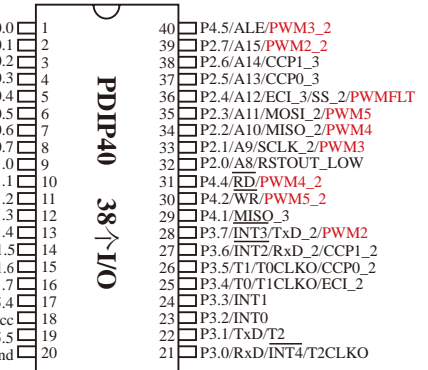 0.0 1 40 P4.5/ALE/PWM3_2
0.1 2 39 P2.7/A15/PWM2_2
0.2 3 38 P2.6/A14/CCP1_3
0.3 4 37 P2.5/A13/CCP0_3
0.4 5 36 P2.4/A12/ECI_3/SS_2/PWMFLT
0.5 6 35 P2.3/A11/MOSI_2/PWM5
0.6 7 34 P2.2/A10/MISO_2/PWM4
0.7 8 33 P2.1/A9/SCLK_2/PWM3
1.0 9 32 P2.0/A8/RSTOUT_LOW
1.1 10 31 P4.4/RD/PWM4_2
1.2 11 30 P4.2/WR/PWM5_2
1.3 12 29 P4.1/MISO_3
1.4 13 28 P3.7/INT3/TxD_2/PWM2
1.5 14 27 P3.6/INT2/RxD_2/CCP1_2
1.6 15 26 P3.5/T1/T0CLKO/CCP0_2
1.7 16 25 P3.4/T0/T1CLKO/ECI_2
5.4 17 24 P3.3/INT1
cc 18 23 P3.2/INT0
5.5 19 22 P3.1/TxD/T2
nd 20 21 P3.0/RxD/INT4/T2CLKO
PDIP40 38个I/O